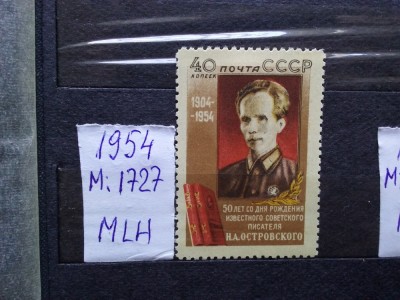 40 ПОЧТА СССР
КОПЕЕК
1904-
-1954
50 ЛЕТ СО ДНЯ РОЖДЕНИЯ
ИЗВЕСТНОГО СОВЕТСКОГО
ПИСАТЕЛЯ
Н.А.ОСТРОВСКОГО
1954
M: 1727
MLH